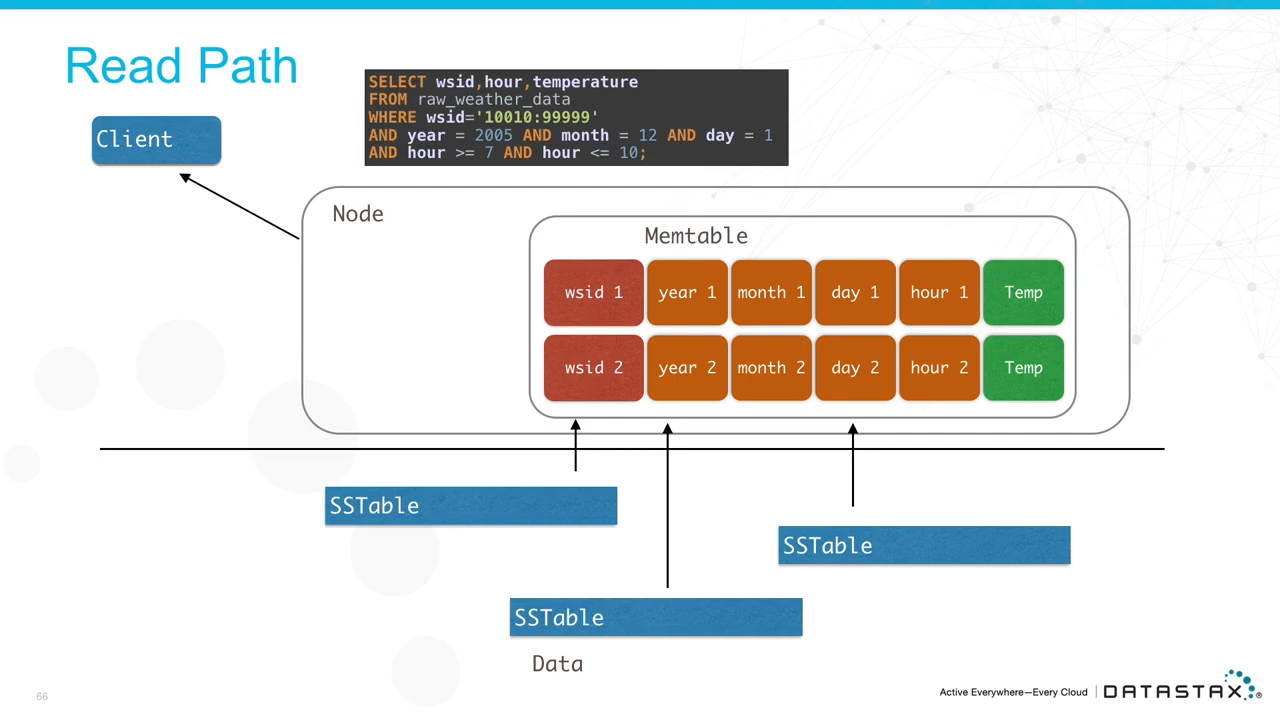 Read Path
SELECT wsid,hour,temperature
FROM raw_weather_data
WHERE wsid='10010:99999'
AND year = 2005 AND month = 12 AND day = 1
AND hour >= 7 AND hour <= 10;
Client
Node
Memtable
wsid 1 year 1 month 1 day 1 hour 1 Temp
wsid 2 year 2 month 2 day 2 hour 2 Temp
SSTable
SSTable
SSTable
Data
66
Active Everywhere—Every Cloud | DATASTAX®